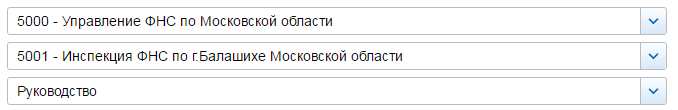 5000 - Управление ФНС по Московской области
5001 - Инспекция ФНС по г.Балашихе Московской области
Руководство